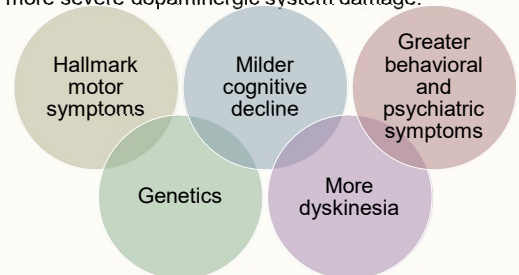 more severe dopaminergic system damage.
Hallmark
motor
symptoms
Milder
cognitive
decline
Greater
behavioral
and
psychiatric
symptoms
Genetics
More
dyskinesia